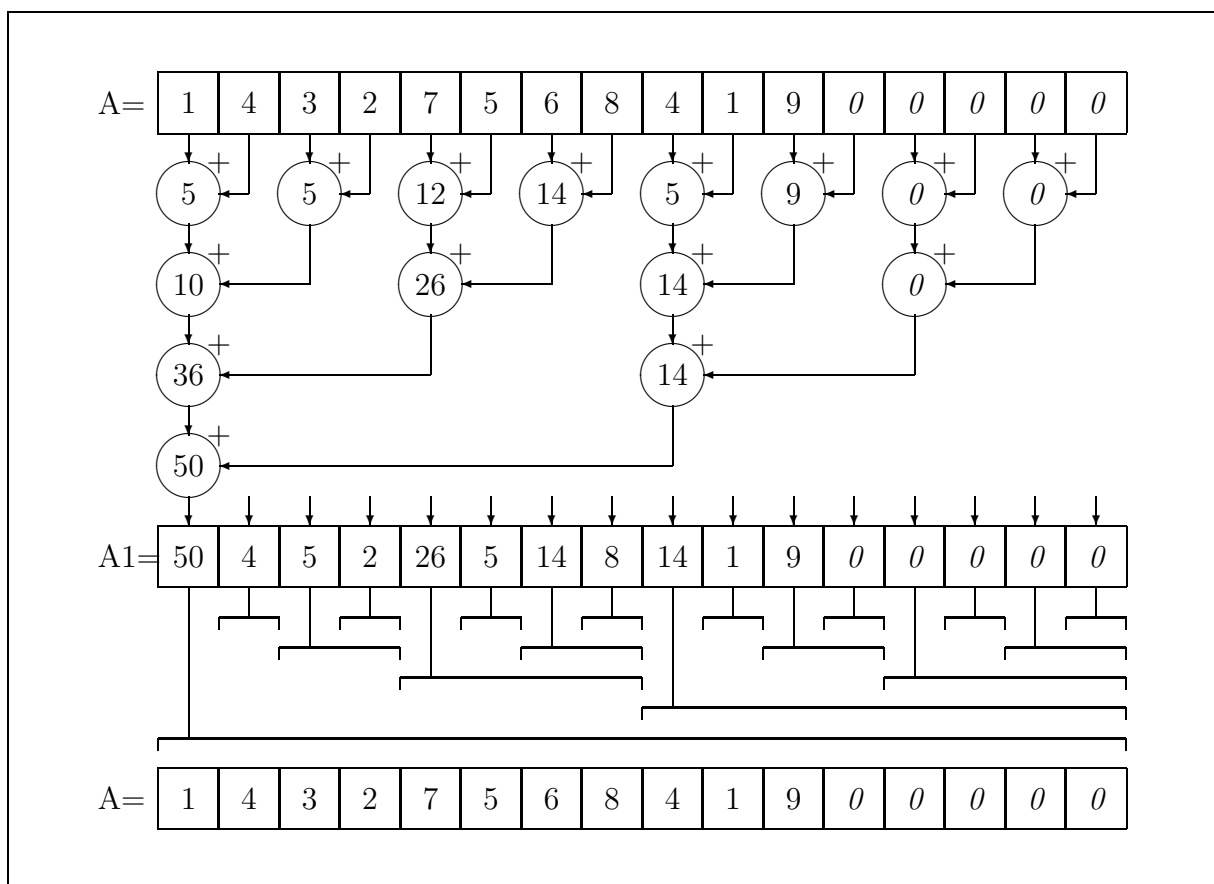 A= 1 4 3 2 7 5 6 8 4 1 9 0 0 0 0 0
+ + + + + + + +
5 5 12 14 5 9 0 0
+ + + +
10 26 14 0
+ +
36 14
+
50
A1= 50 4 5 2 26 5 14 8 14 1 9 0 0 0 0 0
A= 1 4 3 2 7 5 6 8 4 1 9 0 0 0 0 0